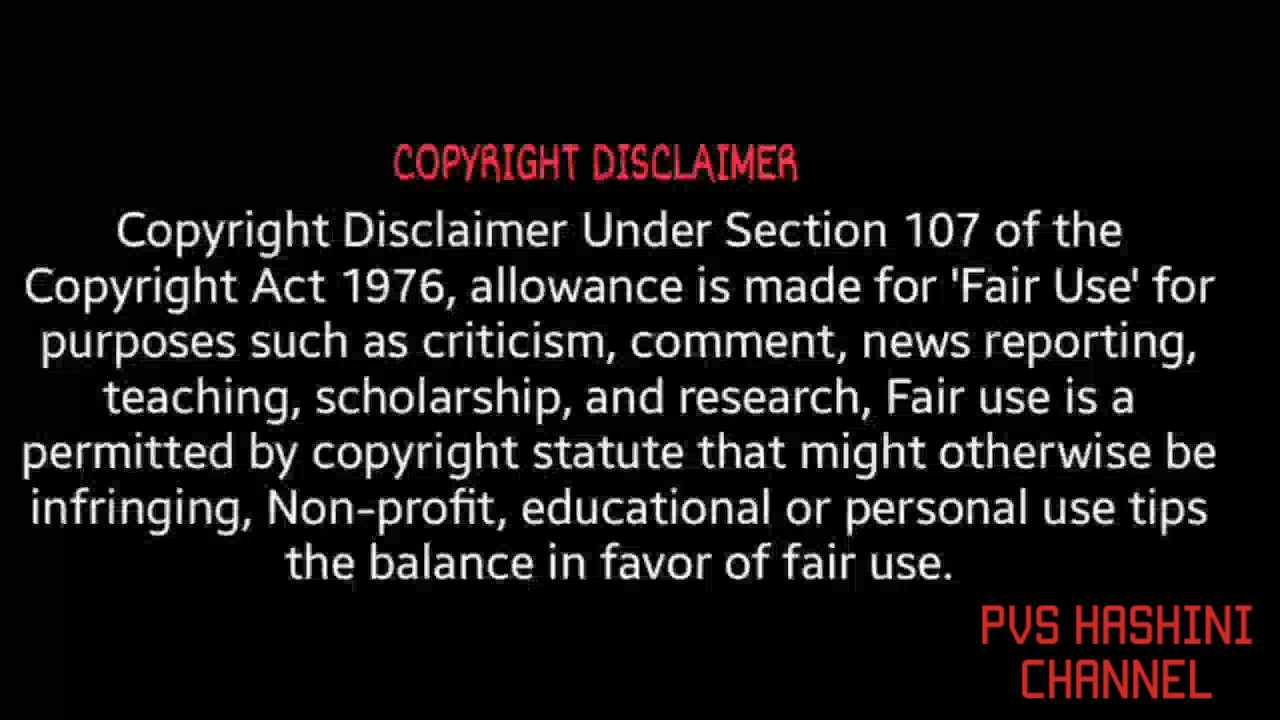 COPYRIGHT DISCLAIMER
Copyright Disclaimer Under Section 107 of the
Copyright Act 1976, allowance is made for 'Fair Use' for
purposes such as criticism, comment, news reporting,
teaching, scholarship, and research, Fair use is a
permitted by copyright statute that might otherwise be
infringing, Non-profit, educational or personal use tips
the balance in favor of fair use.
PVS HASHINI
CHANNEL